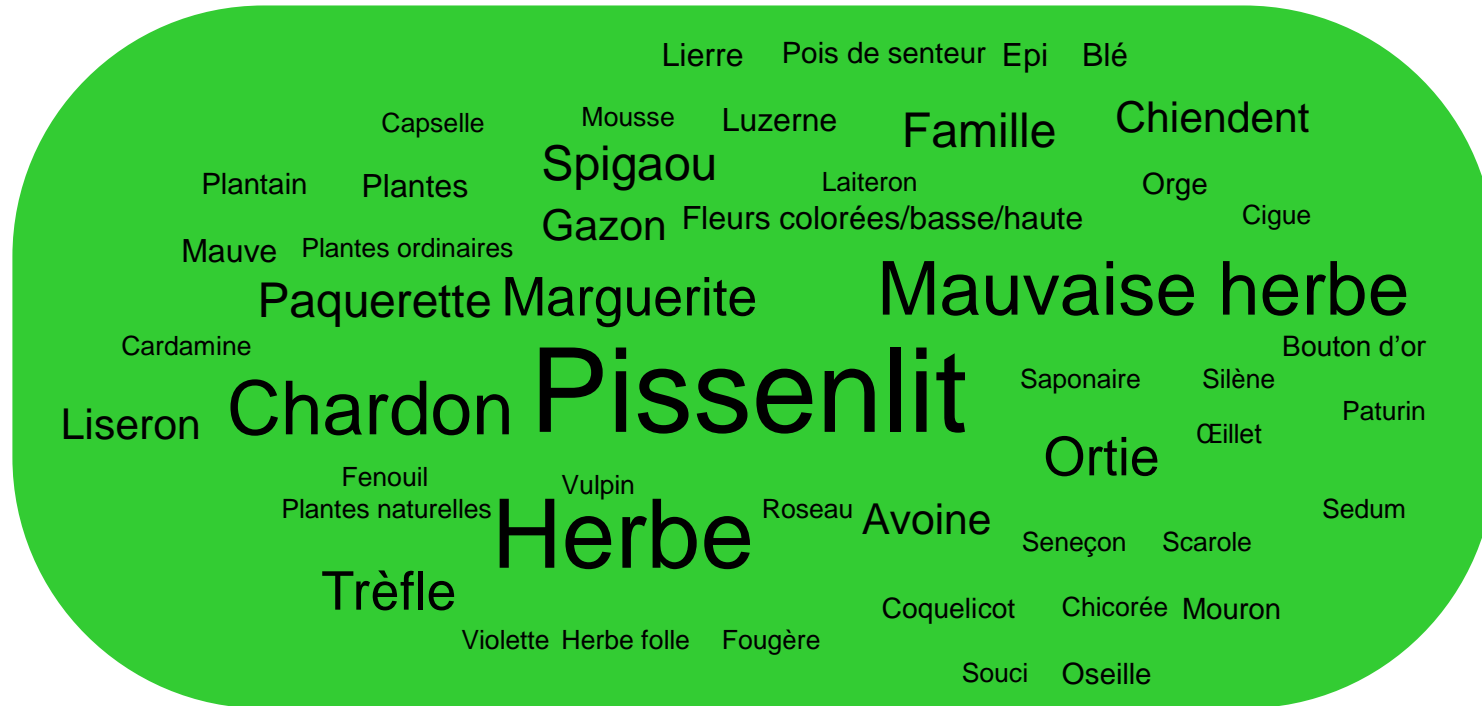 Lierre Pois de senteur Epi Blé
Capselle Mousse Luzerne Famille Chiendent
Spigaou
Plantain Plantes Laiteron Orge
Gazon Fleurs colorées/basse/haute Cigue
Mauve Plantes ordinaires
Paquerette Marguerite Mauvaise herbe
Cardamine Bouton d’or
Chardon Pissenlit Saponaire Silène
Liseron Paturin
Œillet
Ortie
Fenouil Vulpin
Plantes naturelles Herbe Roseau Avoine Sedum
Seneçon Scarole
Trèfle Coquelicot Chicorée Mouron
Violette Herbe folle Fougère
Souci Oseille